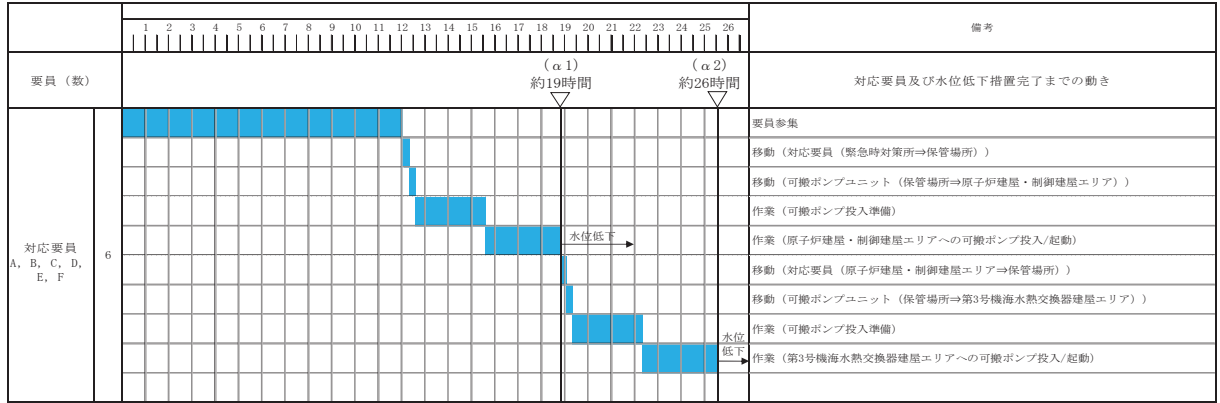 1 2 3 4 5 6 7 8 9 10 11 12 13 14 15 16 17 18 19 20 21 22 23 24 25 26
備考
要員（数）
（α1）
約19時間
（α2）
約26時間
対応要員及び水位低下措置完了までの動き
対応要員
A, B, C, D,
E, F
6
要員参集
移動（対応要員（緊急時対策所⇒保管場所））
移動（可搬ポンプユニット（保管場所⇒原子炉建屋・制御建屋エリア））
作業（可搬ポンプ投入準備）
水位低下
作業（原子炉建屋・制御建屋エリアへの可搬ポンプ投入/起動）
移動（対応要員（原子炉建屋・制御建屋エリア⇒保管場所））
移動（可搬ポンプユニット（保管場所⇒第3号機海水熱交換器建屋エリア））
作業（可搬ポンプ投入準備）
水位
低下
作業（第3号機海水熱交換器建屋エリアへの可搬ポンプ投入/起動）